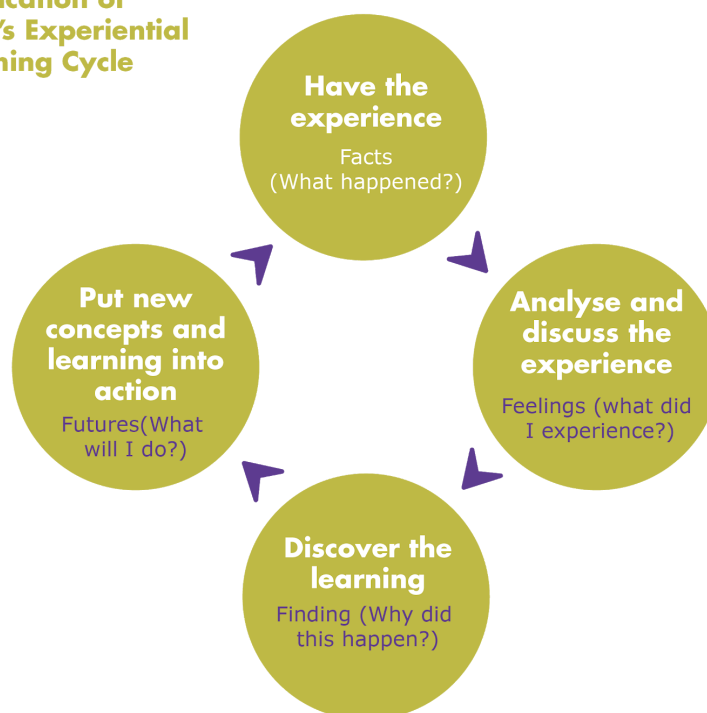 ication of
's Experiential
ning Cycle
Have the
experience
Facts
(What happened?)
Analyse and
discuss the
experience
Feelings (what did
I experience?)
Discover the
learning
Finding (Why did
this happen?)
Put new
concepts and
learning into
action
Futures(What
will I do?)